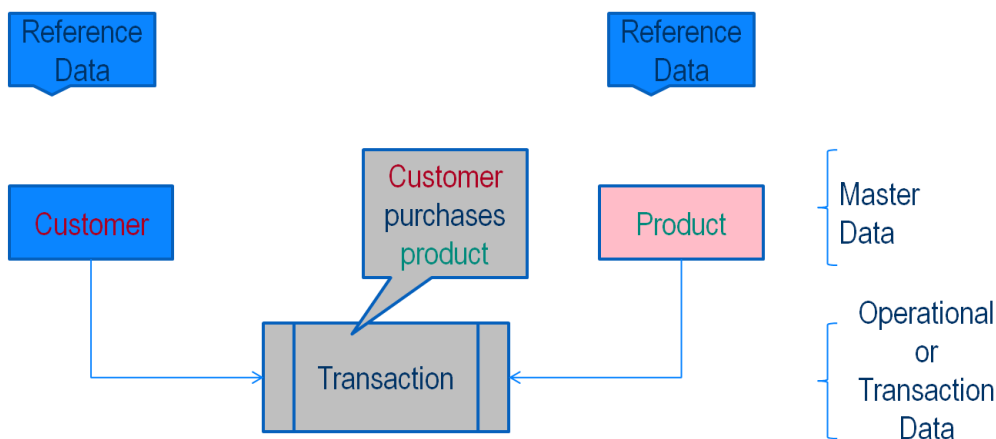 Reference
Data
Reference
Data
Customer
purchases
product
Customer
Product
Master
Data
Transaction
Operational
or
Transaction
Data